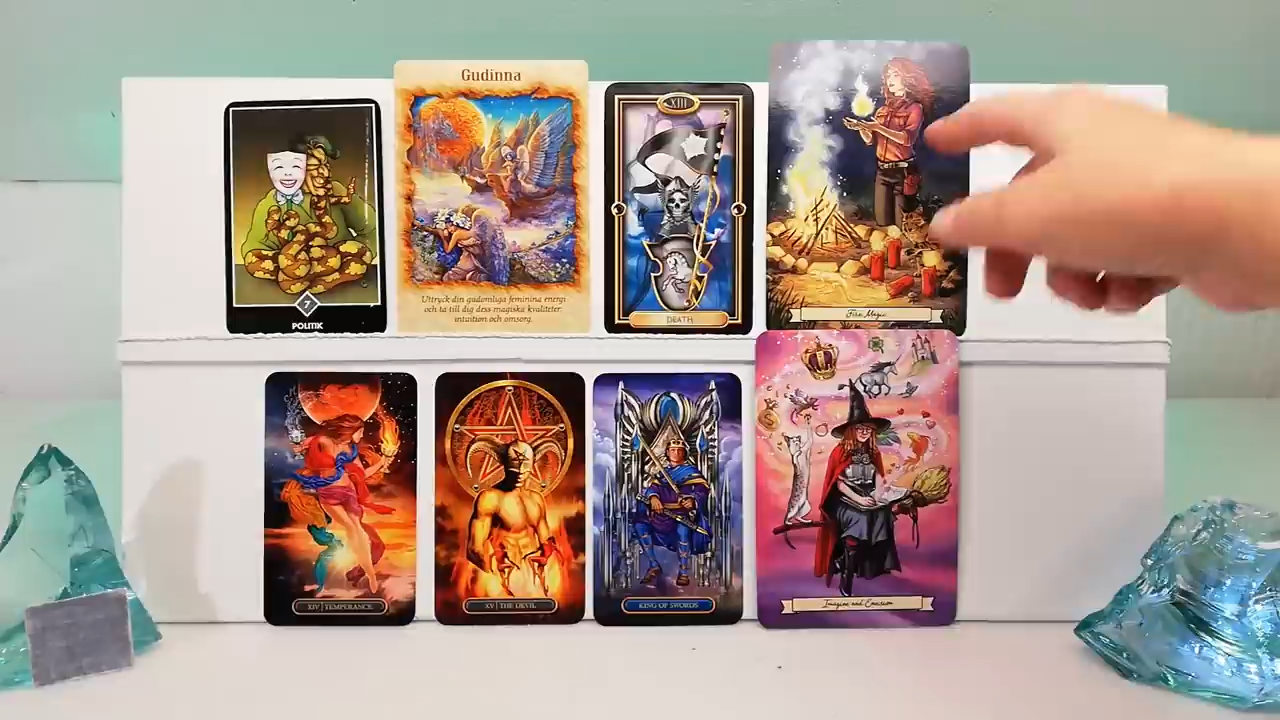 Gudinna
Uttryck din gudomliga feminina energi
och ta till dig dess magiska kvaliteter:
intuition och omsorg.
7
POLITIK
XIII
DEATH
Fire Magic
XIV | TEMPERANCE
XV | THE DEVIL
KING OF SWORDS
Imagine and Envision